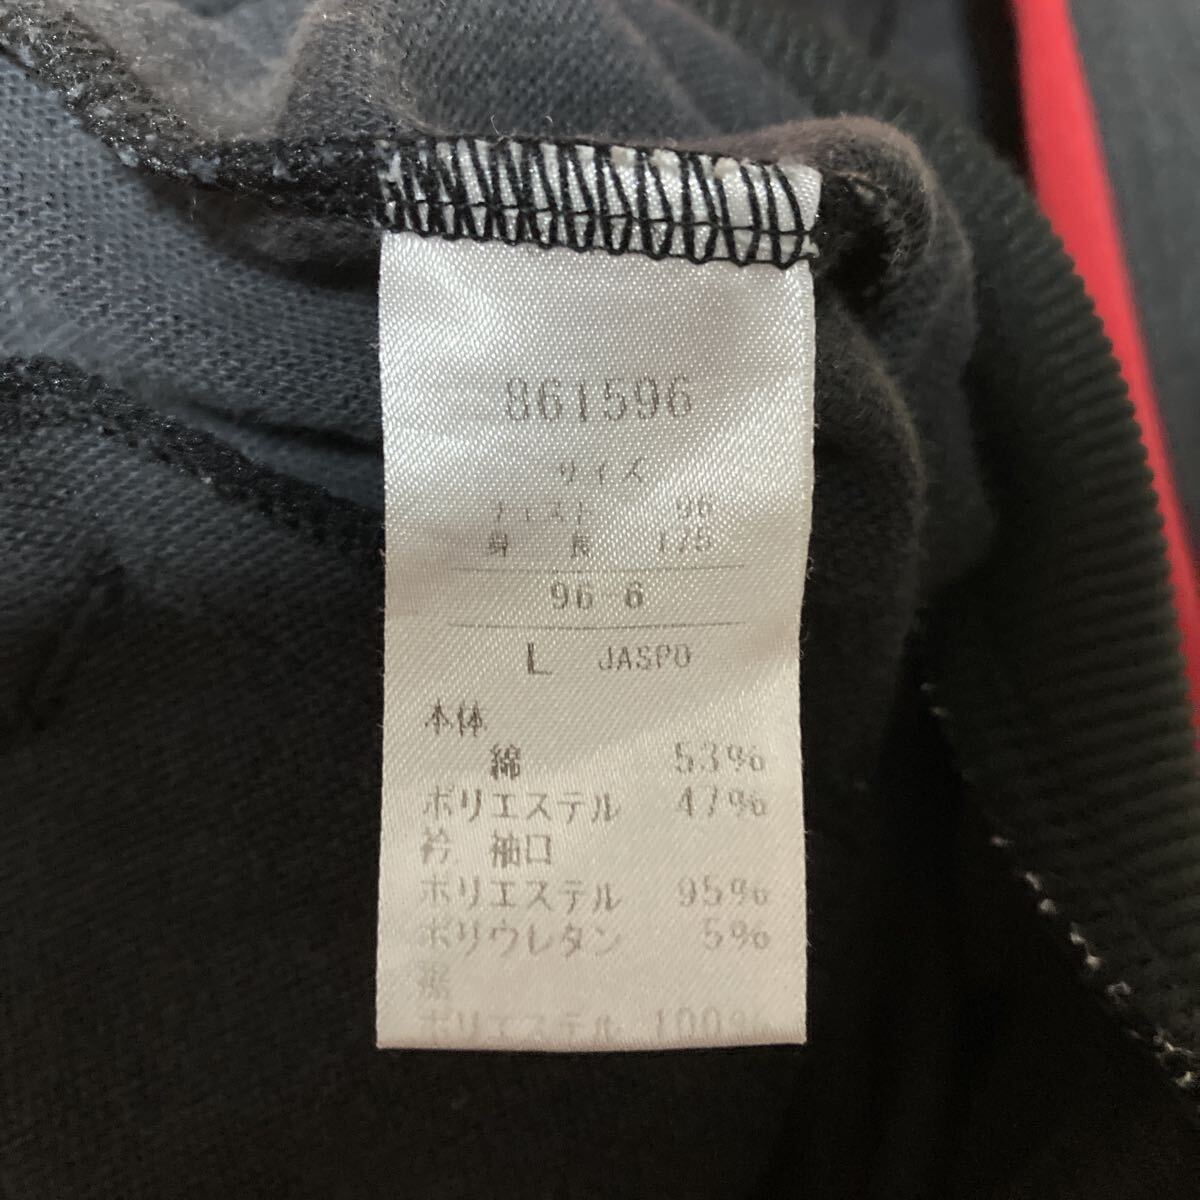 861596
サイズ
チェスト 96
身 長 175
96-6
L JASPO
本体
綿 53%
ポリエステル 47%
衿 袖口
ポリエステル 95%
ポリウレタン 5%
ポリエステル 100%